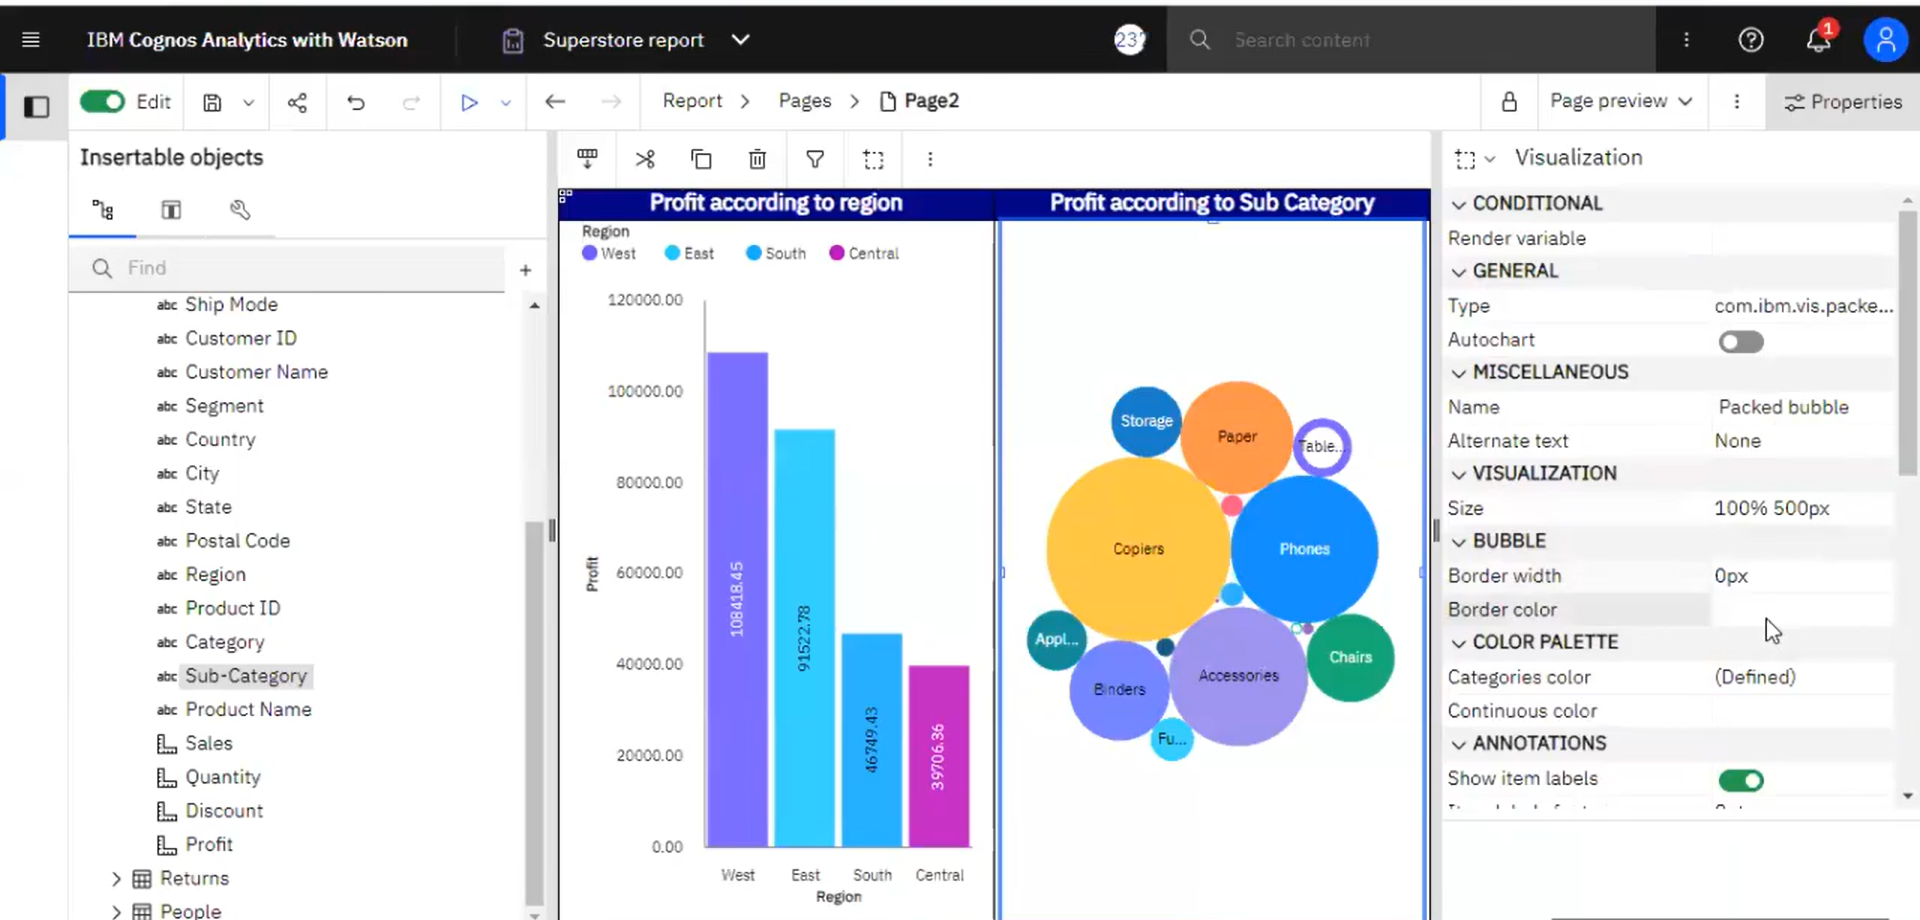 IBM Cognos Analytics with Watson
Superstore report
237
Search content
1
Edit
Report
Pages
Page2
Page preview
Properties
Insertable objects
Find
abc Ship Mode
abc Customer ID
abc Customer Name
abc Segment
abc Country
abc City
abc State
abc Postal Code
abc Region
abc Product ID
abc Category
abc Sub-Category
abc Product Name
Sales
Quantity
Discount
Profit
Returns
People
Profit according to region
Region
West East South Central
120000.00
100000.00
80000.00
60000.00
40000.00
20000.00
0.00
Profit
108418.45
91522.78
46749.43
39706.36
West East South Central
Region
Profit according to Sub Category
Storage
Paper
Table...
Copiers
Phones
Appl...
Binders
Accessories
Chairs
Fu...
Visualization
CONDITIONAL
Render variable
GENERAL
Type com.ibm.vis.packe...
Autochart
MISCELLANEOUS
Name Packed bubble
Alternate text None
VISUALIZATION
Size 100% 500px
BUBBLE
Border width 0px
Border color
COLOR PALETTE
Categories color (Defined)
Continuous color
ANNOTATIONS
Show item labels